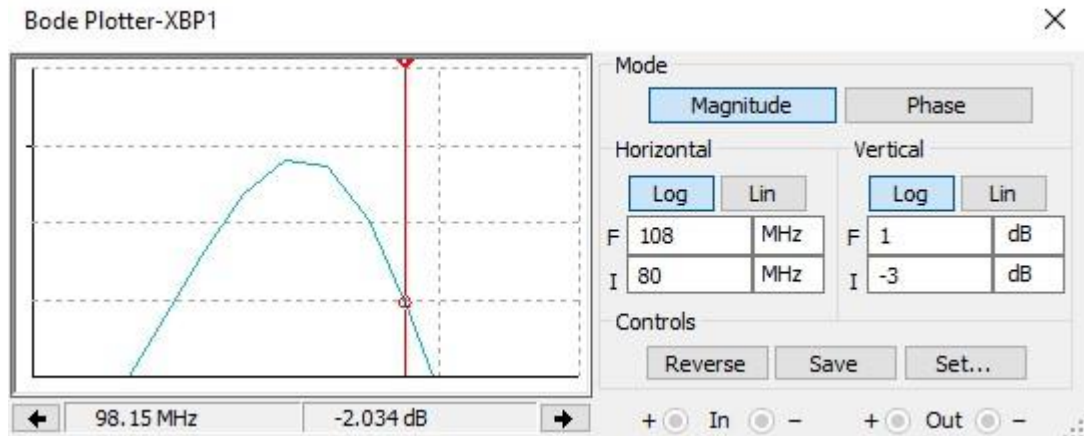 Bode Plotter-XBP1
Mode
Magnitude Phase
Horizontal Vertical
Log Lin Log Lin
F 108 MHz F 1 dB
I 80 MHz I -3 dB
Controls
Reverse Save Set...
98.15 MHz -2.034 dB + In - + Out -